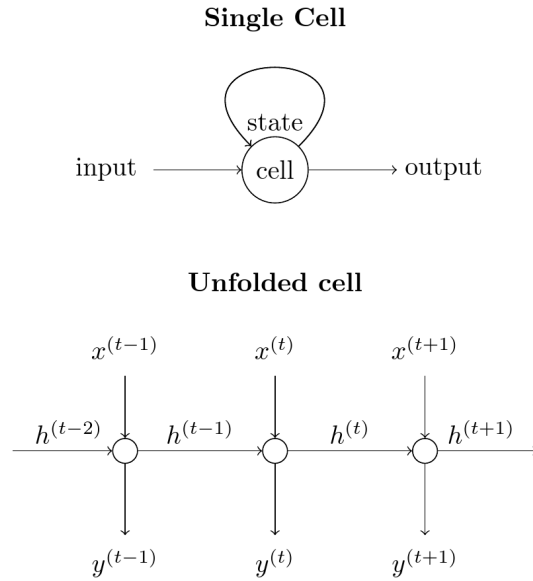 Single Cell
state
input cell output
Unfolded cell
x^{(t−1)} x^{(t)} x^{(t+1)}
h^{(t−2)} h^{(t−1)} h^{(t)} h^{(t+1)}
y^{(t−1)} y^{(t)} y^{(t+1)}